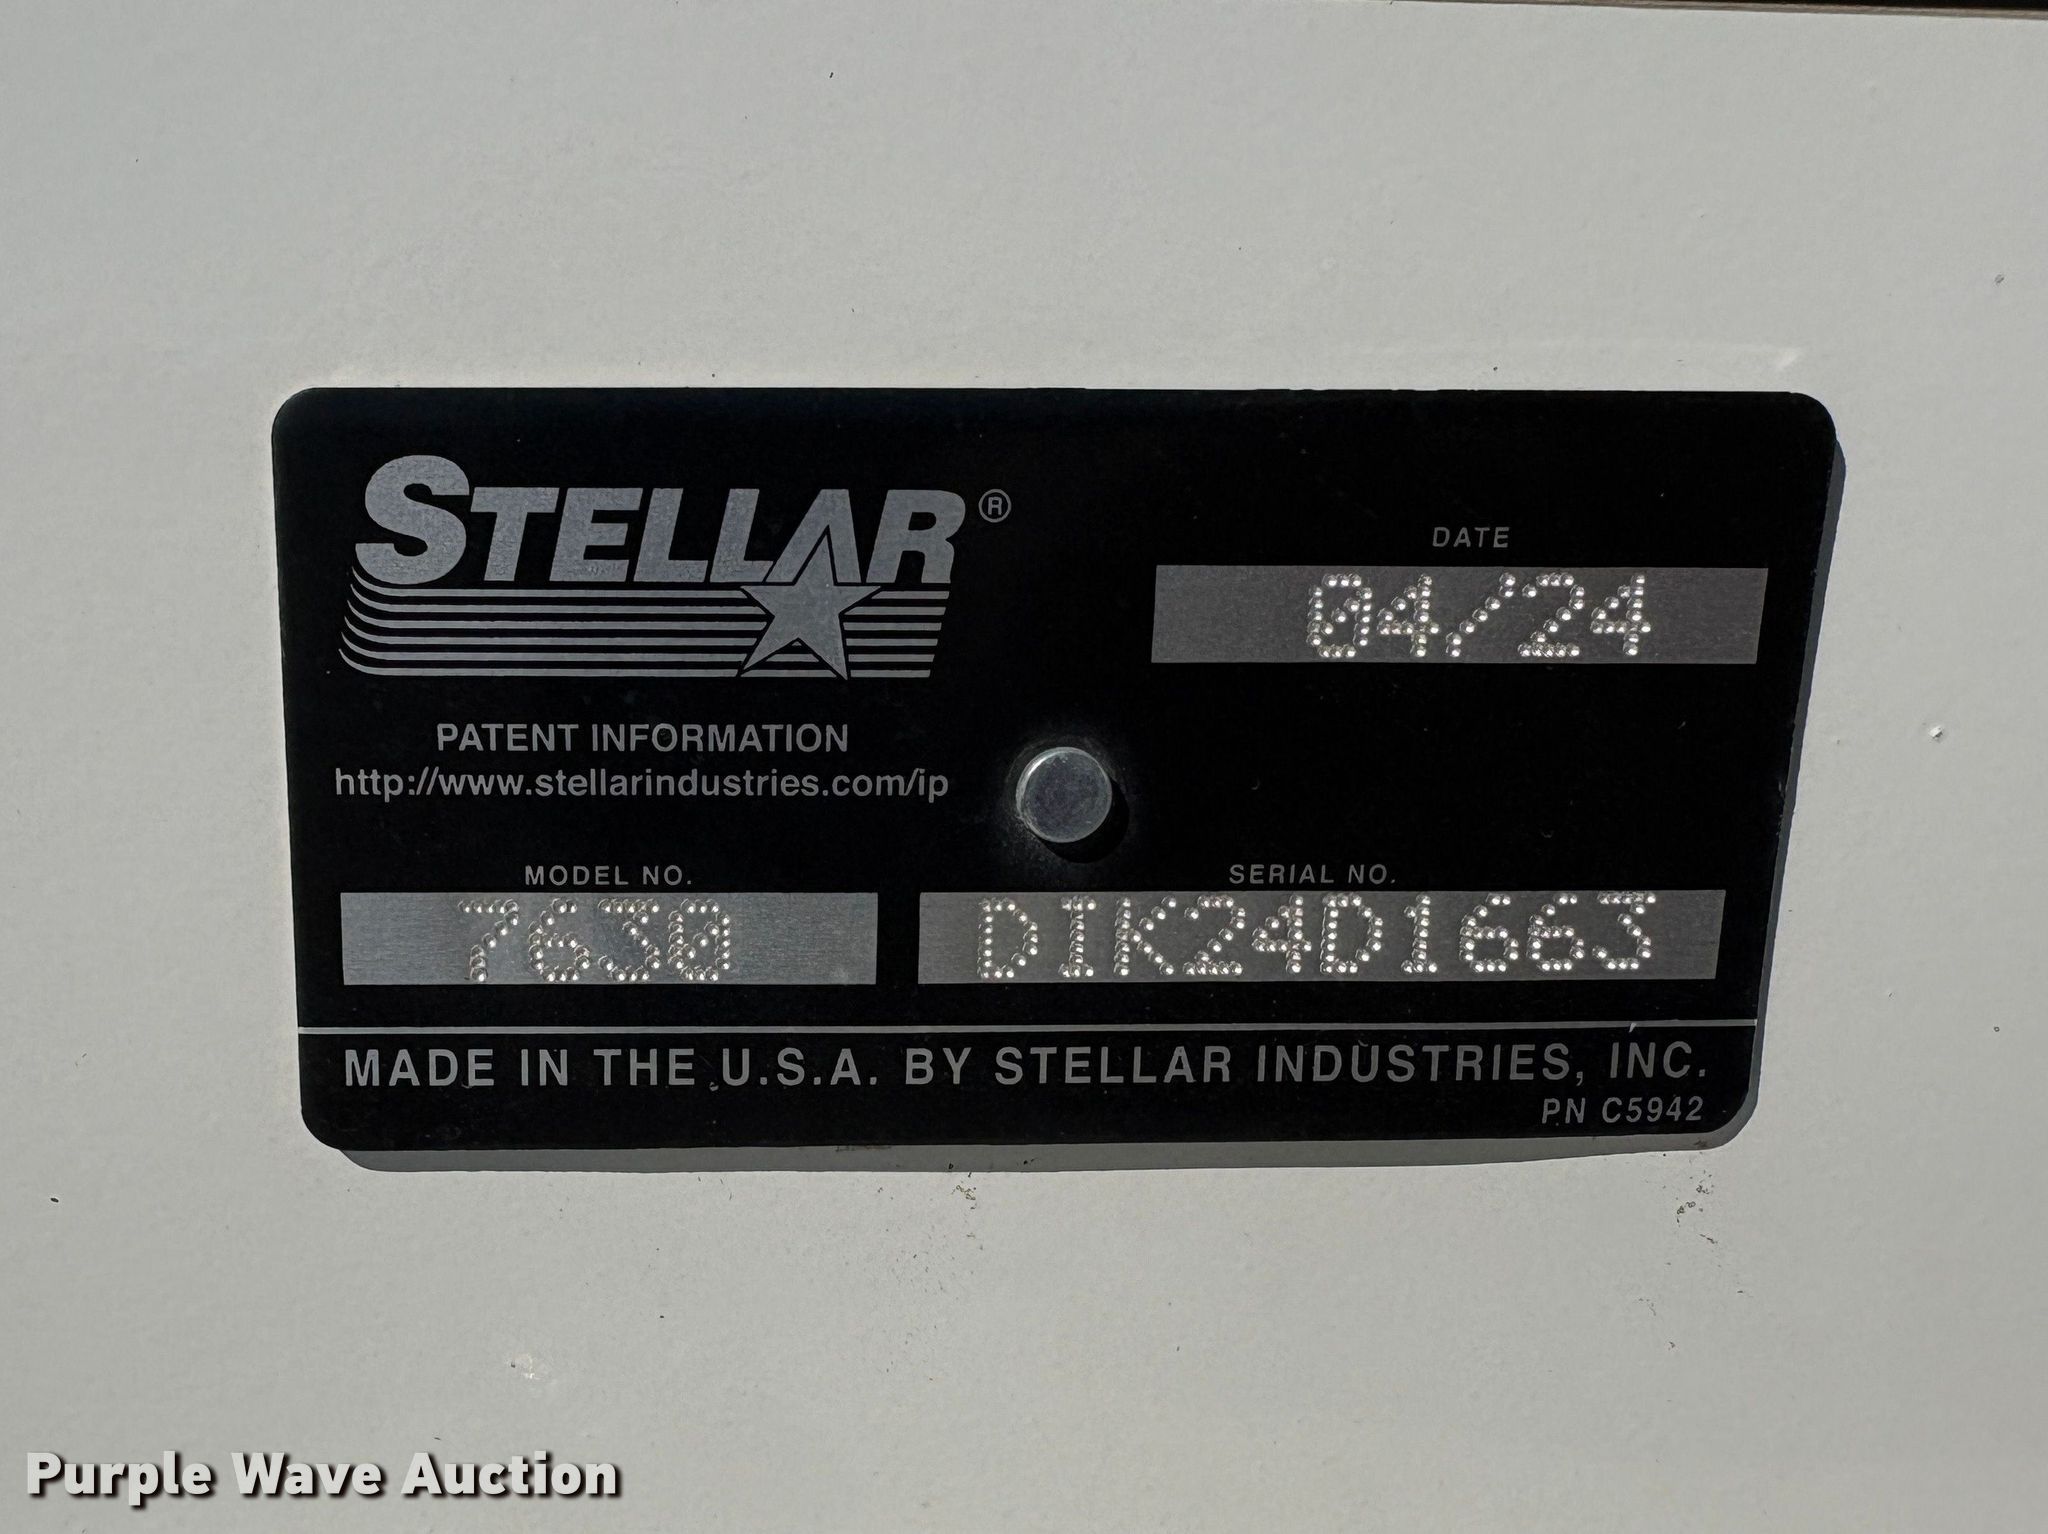 STELLAR®
DATE
04/24
PATENT INFORMATION
http://www.stellarindustries.com/ip
MODEL NO.
7630
SERIAL NO.
DIK24D1663
MADE IN THE U.S.A. BY STELLAR INDUSTRIES, INC.
PN C5942
Purple Wave Auction